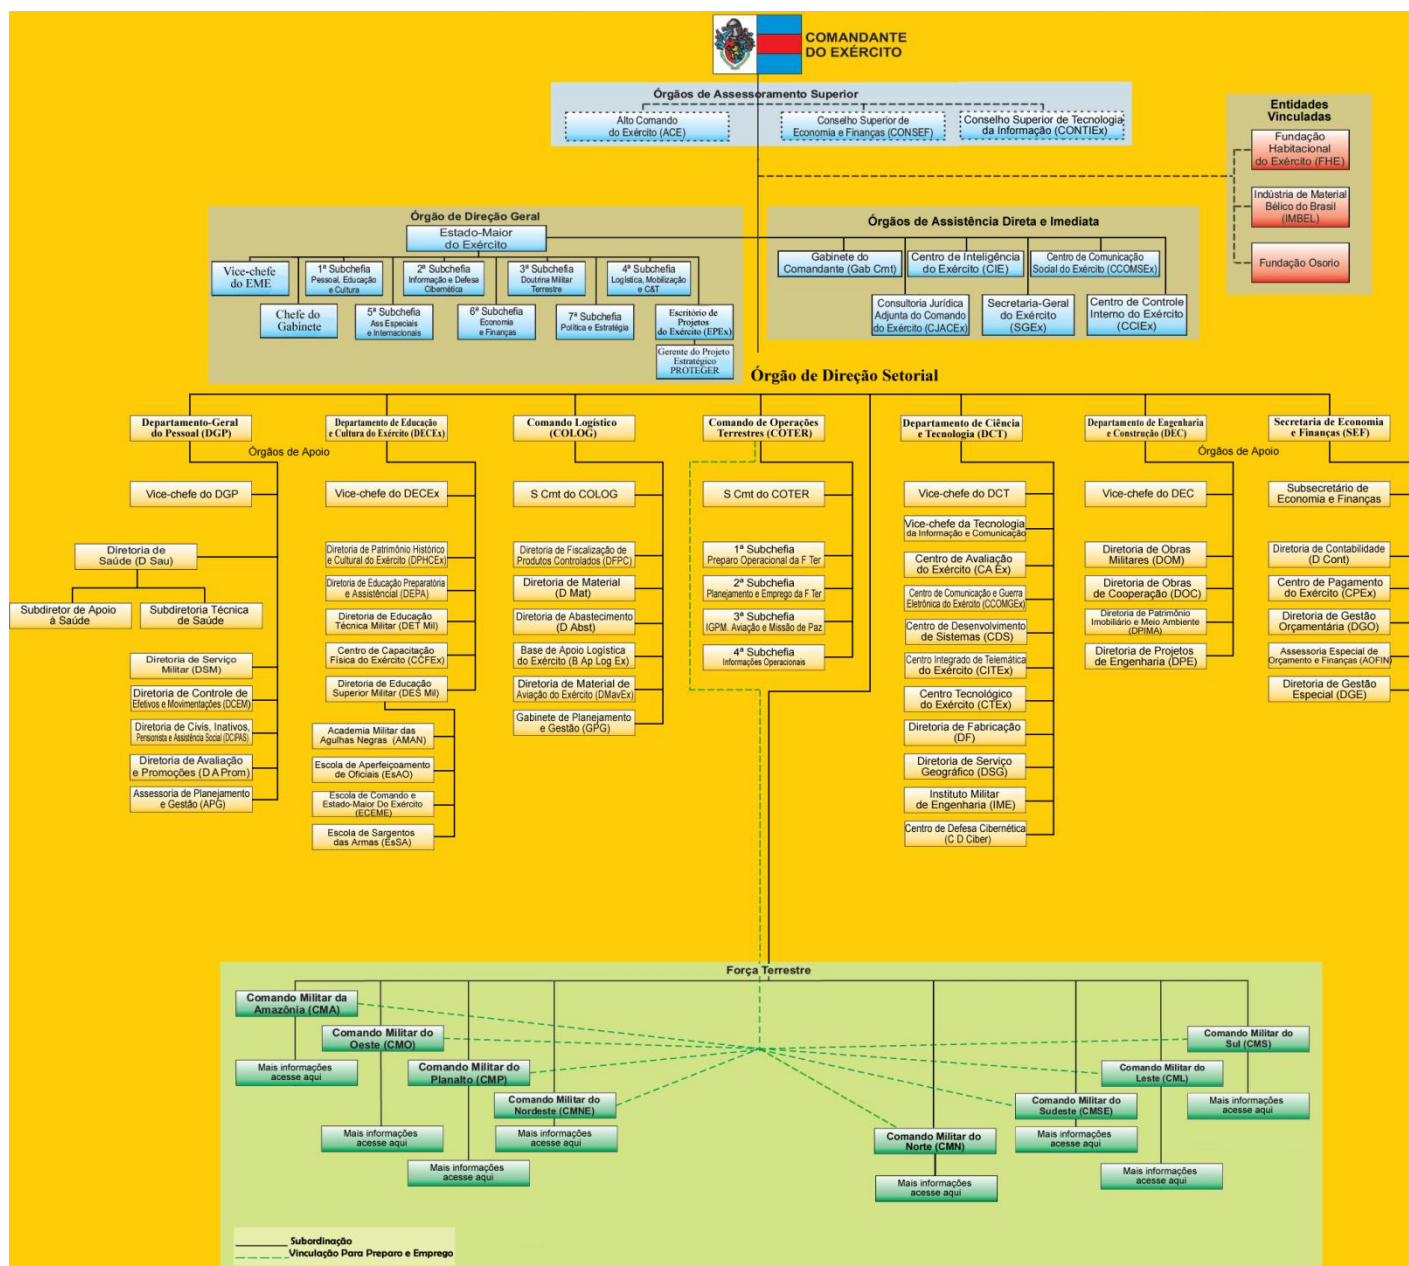 COMANDANTE
DO EXÉRCITO
Órgãos de Assessoramento Superior
Alto Comando
do Exército (ACE)
Conselho Superior de
Economia e Finanças (CONSEF)
Conselho Superior de Tecnologia
da Informação (CONTIEx)
Entidades
Vinculadas
Fundação
Habitacional
do Exército (FHE)
Indústria de Material
Bélico do Brasil
(IMBEL)
Fundação Osorio
Órgão de Direção Geral
Estado-Maior
do Exército
Vice-chefe
do EME
1ª Subchefia
Pessoal, Educação
e Cultura
2ª Subchefia
Informação e Defesa
Cibernética
3ª Subchefia
Doutrina Militar
Terrestre
4ª Subchefia
Logística, Mobilização
e C&T
Chefe do
Gabinete
5ª Subchefia
Ass Especiais
e Internacionais
6ª Subchefia
Economia
e Finanças
7ª Subchefia
Política e Estratégia
Escritório de
Projetos
do Exército (EPEx)
Gerente do Projeto
Estratégico
PROTEGER
Órgãos de Assistência Direta e Imediata
Gabinete do
Comandante (Gab Cmt)
Centro de Inteligência
do Exército (CIE)
Centro de Comunicação
Social do Exército (CCOMSEx)
Consultoria Jurídica
Adjunta do Comando
do Exército (CJACEx)
Secretaria-Geral
do Exército
(SGEx)
Centro de Controle
Interno do Exército
(CCIEx)
Órgão de Direção Setorial
Departamento-Geral
do Pessoal (DGP)
Órgãos de Apoio
Vice-chefe do DGP
Diretoria de
Saúde (D Sau)
Subdiretor de Apoio
à Saúde
Subdiretoria Técnica
de Saúde
Diretoria de Serviço
Militar (DSM)
Diretoria de Controle de
Efetivos e Movimentações (DCEM)
Diretoria de Civis, Inativos,
Pensionista e Assistência Social (DCIPAS)
Diretoria de Avaliação
e Promoções (D A Prom)
Assessoria de Planejamento
e Gestão (APG)
Departamento de Educação
e Cultura do Exército (DECEx)
Vice-chefe do DECEx
Diretoria de Patrimônio Histórico
e Cultural do Exército (DPHCEx)
Diretoria de Educação Preparatória
e Assistêncial (DEPA)
Diretoria de Educação
Técnica Militar (DET Mil)
Centro de Capacitação
Física do Exército (CCFEx)
Diretoria de Educação
Superior Militar (DES Mil)
Academia Militar das
Agulhas Negras (AMAN)
Escola de Aperfeiçoamento
de Oficiais (EsAO)
Escola de Comando e
Estado-Maior Do Exército
(ECEME)
Escola de Sargentos
das Armas (EsSA)
Comando Logístico
(COLOG)
S Cmt do COLOG
Diretoria de Fiscalização de
Produtos Controlados (DFPC)
Diretoria de Material
(D Mat)
Diretoria de Abastecimento
(D Abst)
Base de Apoio Logística
do Exército (B Ap Log Ex)
Diretoria de Material de
Aviação do Exército (DMavEx)
Gabinete de Planejamento
e Gestão (GPG)
Comando de Operações
Terrestres (COTER)
S Cmt do COTER
1ª Subchefia
Preparo Operacional da F Ter
2ª Subchefia
Planejamento e Emprego da F Ter
3ª Subchefia
IGPM. Aviação e Missão de Paz
4ª Subchefia
Informações Operacionais
Departamento de Ciência
e Tecnologia (DCT)
Vice-chefe do DCT
Vice-chefe da Tecnologia
da Informação e Comunicação
Centro de Avaliação
do Exército (CA Ex)
Centro de Comunicação e Guerra
Eletrônica do Exército (CCOMGEx)
Centro de Desenvolvimento
de Sistemas (CDS)
Centro Integrado de Telemática
do Exército (CITEx)
Centro Tecnológico
do Exército (CTEx)
Diretoria de Fabricação
(DF)
Diretoria de Serviço
Geográfico (DSG)
Instituto Militar
de Engenharia (IME)
Centro de Defesa Cibernética
(C D Ciber)
Departamento de Engenharia
e Construção (DEC)
Órgãos de Apoio
Vice-chefe do DEC
Diretoria de Obras
Militares (DOM)
Diretoria de Obras
de Cooperação (DOC)
Diretoria de Patrimônio
Imobiliário e Meio Ambiente
(DPIMA)
Diretoria de Projetos
de Engenharia (DPE)
Secretaria de Economia
e Finanças (SEF)
Subsecretário de
Economia e Finanças
Diretoria de Contabilidade
(D Cont)
Centro de Pagamento
do Exército (CPEx)
Diretoria de Gestão
Orçamentária (DGO)
Assessoria Especial de
Orçamento e Finanças (AOFIN)
Diretoria de Gestão
Especial (DGE)
Força Terrestre
Comando Militar da
Amazônia (CMA)
Mais informações
acesse aqui
Comando Militar do
Oeste (CMO)
Mais informações
acesse aqui
Comando Militar do
Planalto (CMP)
Mais informações
acesse aqui
Comando Militar do
Nordeste (CMNE)
Mais informações
acesse aqui
Comando Militar do
Norte (CMN)
Mais informações
acesse aqui
Comando Militar do
Sudeste (CMSE)
Mais informações
acesse aqui
Comando Militar do
Leste (CML)
Mais informações
acesse aqui
Comando Militar do
Sul (CMS)
Mais informações
acesse aqui
Subordinação
Vinculação Para Preparo e Emprego